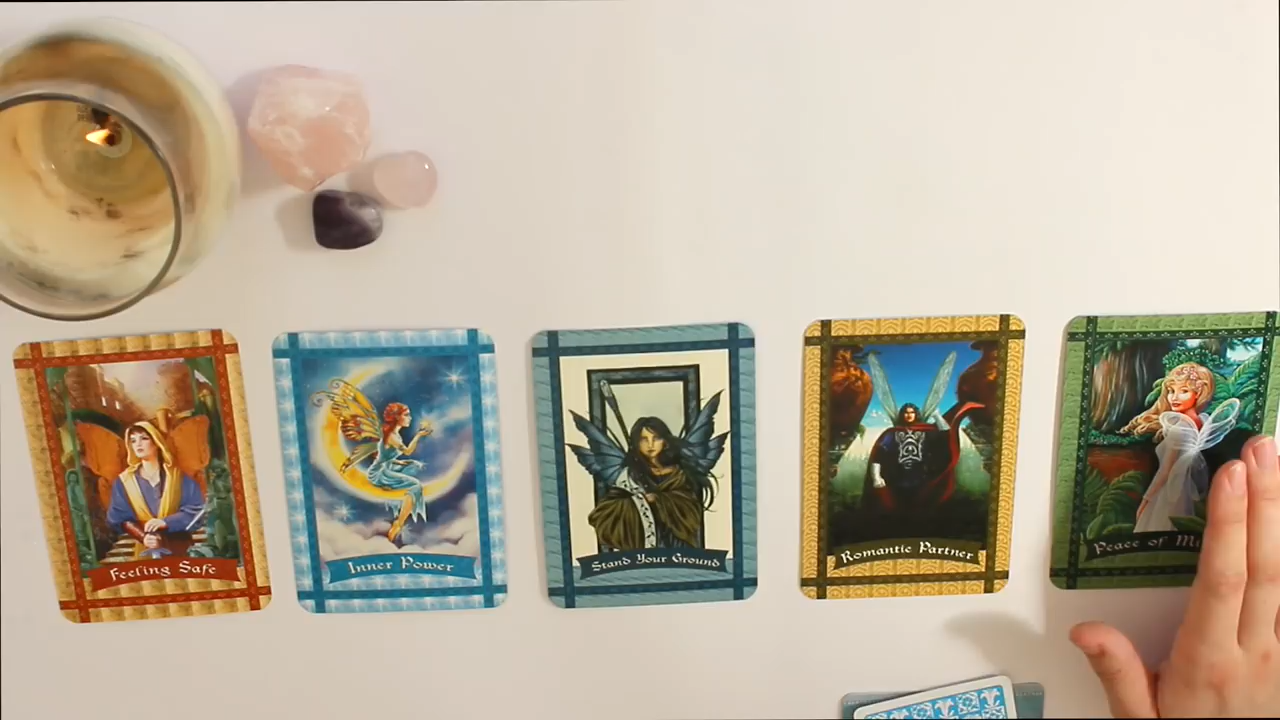 Feeling Safe
Inner Power
Stand Your Ground
Romantic Partner
Peace of